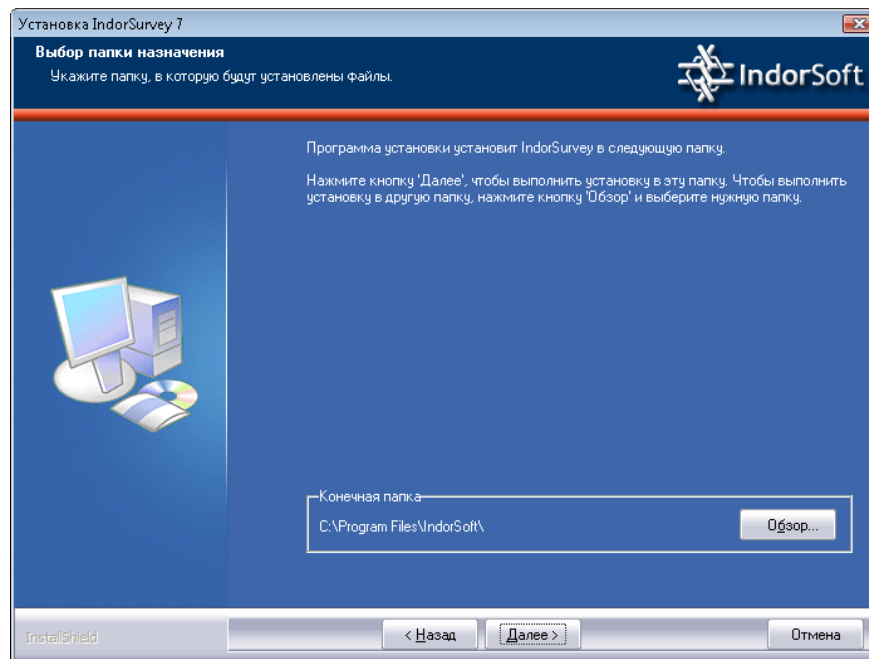 Установка IndorSurvey 7
Выбор папки назначения
Укажите папку, в которую будут установлены файлы.
IndorSoft
Программа установки установит IndorSurvey в следующую папку.
Нажмите кнопку 'Далее', чтобы выполнить установку в эту папку. Чтобы выполнить
установку в другую папку, нажмите кнопку 'Обзор' и выберите нужную папку.
Конечная папка
C:\Program Files\IndorSoft\
Обзор...
InstallShield
< Назад
Далее >
Отмена